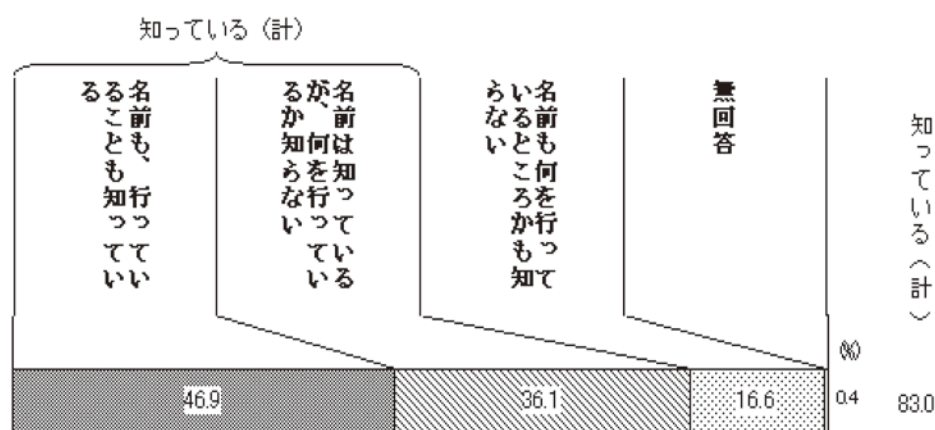 知っている（計）
名前も、行ってい
ることも知ってい
る
名前は知っている
が、何を行ってい
るか知らない
名前も何を行って
いるところかも知
らない
無回答
知っている（計）
(%)
46.9
36.1
16.6
0.4
83.0